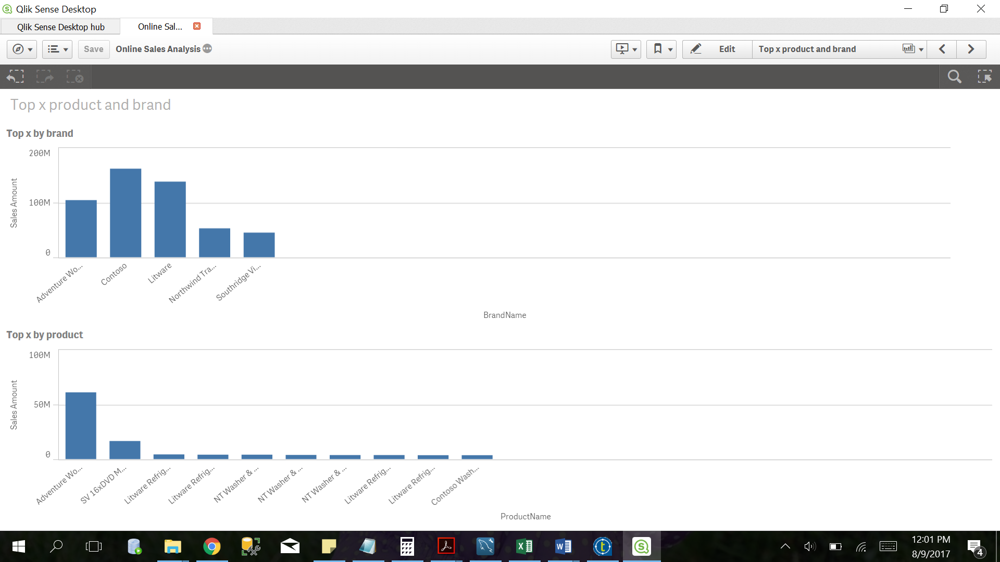 Qlik Sense Desktop
Qlik Sense Desktop hub
Online Sal...
Save
Online Sales Analysis
Edit
Top x product and brand
Top x product and brand
Top x by brand
200M
100M
0
Sales Amount
Adventure Wo...
Contoso
Litware
Northwind Tra...
Southridge Vi...
BrandName
Top x by product
100M
50M
0
Sales Amount
Adventure Wo...
SV 16xDVD M...
Litware Refrig...
Litware Refrig...
NT Washer & ...
NT Washer & ...
NT Washer & ...
Litware Refrig...
Litware Refrig...
Contoso Wash...
ProductName
12:01 PM
8/9/2017
4